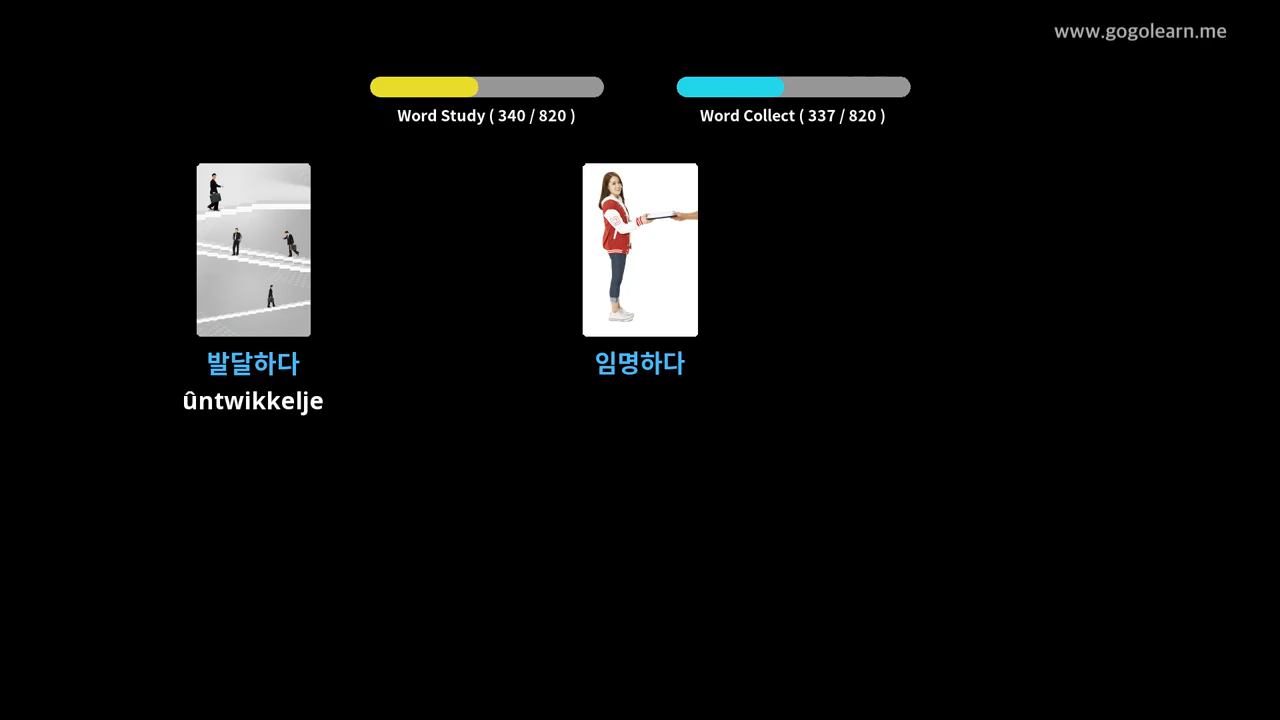 www.gogolearn.me
Word Study ( 340 / 820 )
Word Collect ( 337 / 820 )
발달하다
임명하다
ûntwikkelje